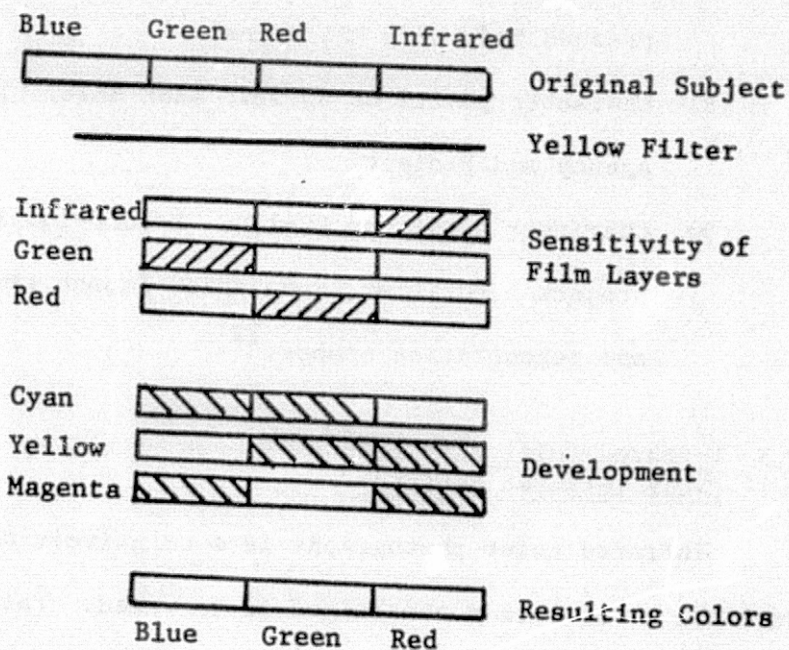 Blue Green Red Infrared
Original Subject
Yellow Filter
Infrared
Green
Red
Sensitivity of
Film Layers
Cyan
Yellow
Magenta
Development
Resulting Colors
Blue Green Red